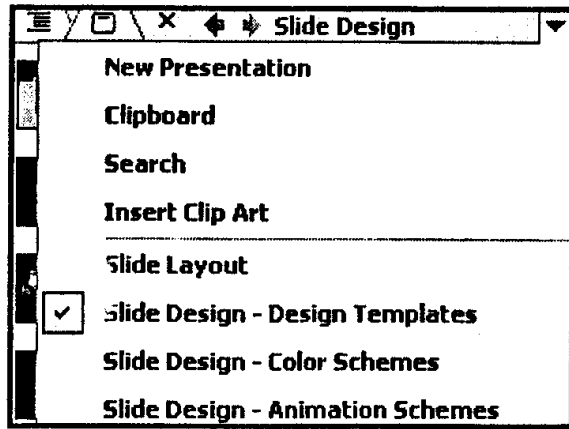 Slide Design
New Presentation
Clipboard
Search
Insert Clip Art
Slide Layout
Slide Design - Design Templates
Slide Design - Color Schemes
Slide Design - Animation Schemes